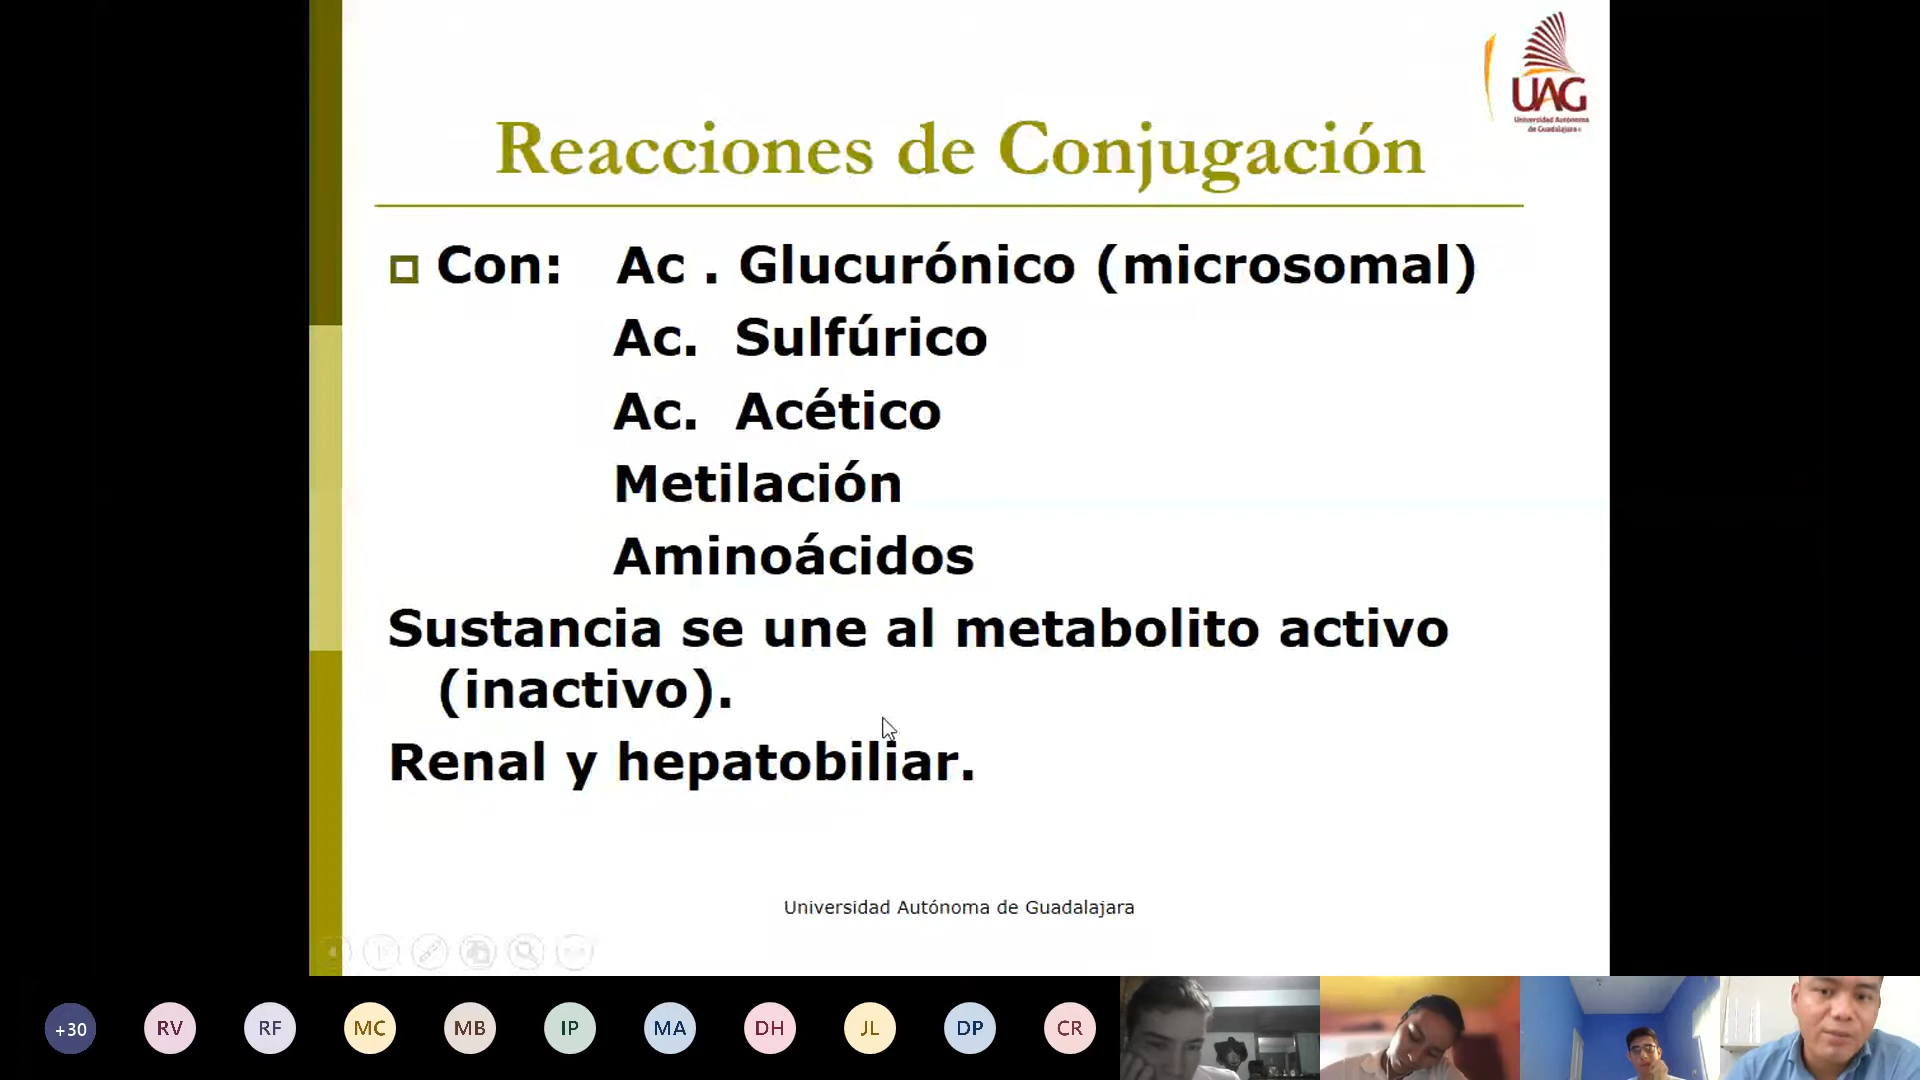 UAG
Universidad Autónoma
de Guadalajara
Reacciones de Conjugación
Con: Ac . Glucurónico (microsomal)
Ac. Sulfúrico
Ac. Acético
Metilación
Aminoácidos
Sustancia se une al metabolito activo
(inactivo).
Renal y hepatobiliar.
Universidad Autónoma de Guadalajara
+30 RV RF MC MB IP MA DH JL DP CR